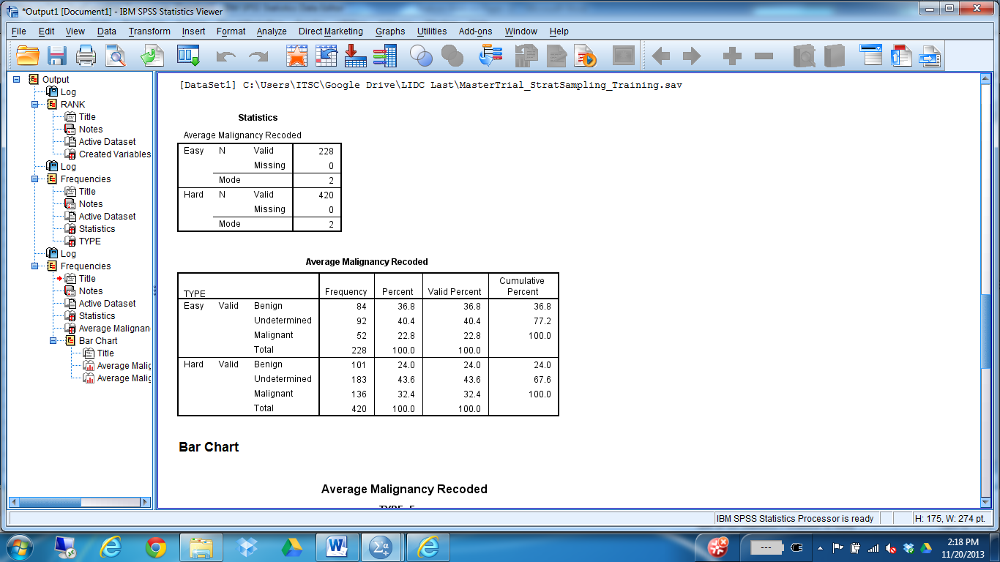 *Output1 [Document1] - IBM SPSS Statistics Viewer
File Edit View Data Transform Insert Format Analyze Direct Marketing Graphs Utilities Add-ons Window Help
Output
Log
RANK
Title
Notes
Active Dataset
Created Variables
Log
Frequencies
Title
Notes
Active Dataset
Statistics
TYPE
Log
Frequencies
Title
Notes
Active Dataset
Statistics
Average Malignan
Bar Chart
Title
Average Malig
Average Malig
[DataSet1] C:\Users\ITSC\Google Drive\LIDC Last\MasterTrial_StratSampling_Training.sav
Statistics
Average Malignancy Recoded
Easy N Valid 228
Missing 0
Mode 2
Hard N Valid 420
Missing 0
Mode 2
Average Malignancy Recoded
TYPE Frequency Percent Valid Percent Cumulative Percent
Easy Valid Benign 84 36.8 36.8 36.8
Undetermined 92 40.4 40.4 77.2
Malignant 52 22.8 22.8 100.0
Total 228 100.0 100.0
Hard Valid Benign 101 24.0 24.0 24.0
Undetermined 183 43.6 43.6 67.6
Malignant 136 32.4 32.4 100.0
Total 420 100.0 100.0
Bar Chart
Average Malignancy Recoded
IBM SPSS Statistics Processor is ready
H: 175, W: 274 pt.
2:18 PM
11/20/2013